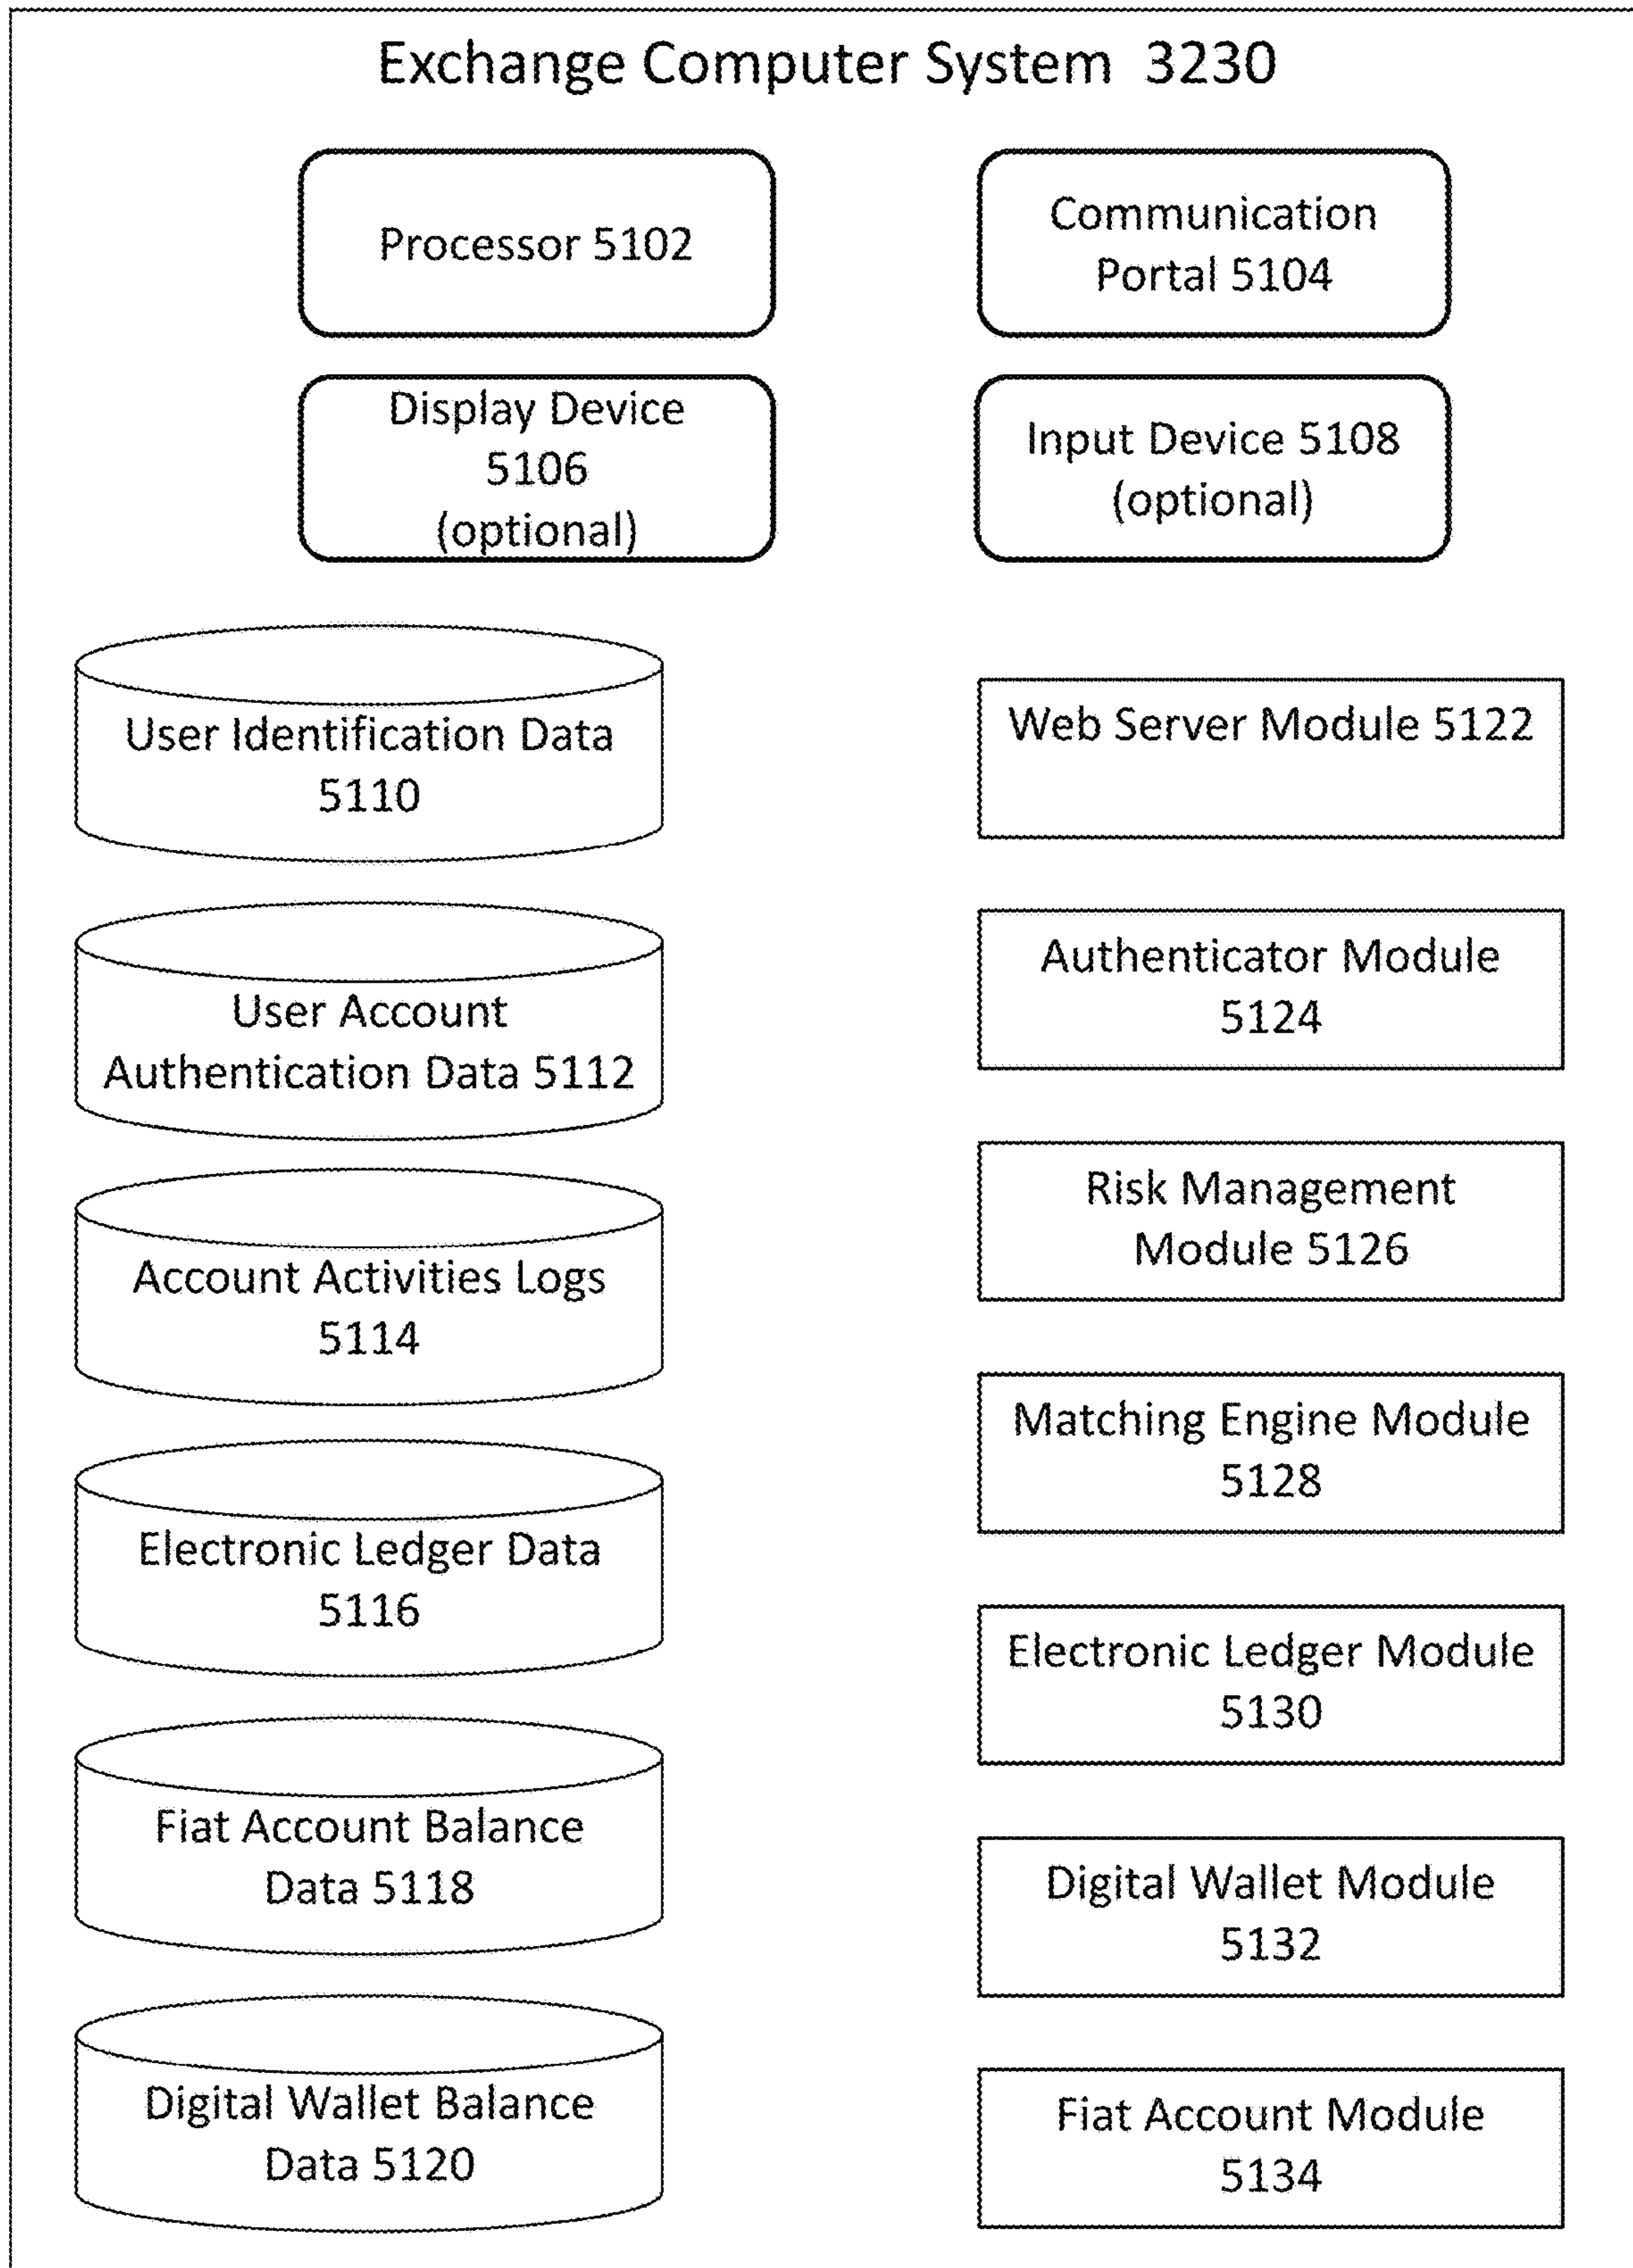 Exchange Computer System 3230
Processor 5102
Communication
Portal 5104
Display Device
5106
(optional)
Input Device 5108
(optional)
User Identification Data
5110
User Account
Authentication Data 5112
Account Activities Logs
5114
Electronic Ledger Data
5116
Fiat Account Balance
Data 5118
Digital Wallet Balance
Data 5120
Web Server Module 5122
Authenticator Module
5124
Risk Management
Module 5126
Matching Engine Module
5128
Electronic Ledger Module
5130
Digital Wallet Module
5132
Fiat Account Module
5134